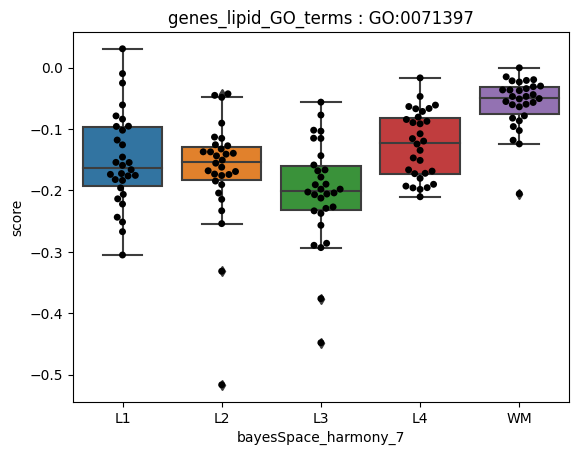 genes_lipid_GO_terms : GO:0071397
0.0
−0.1
−0.2
−0.3
−0.4
−0.5
score
L1 L2 L3 L4 WM
bayesSpace_harmony_7